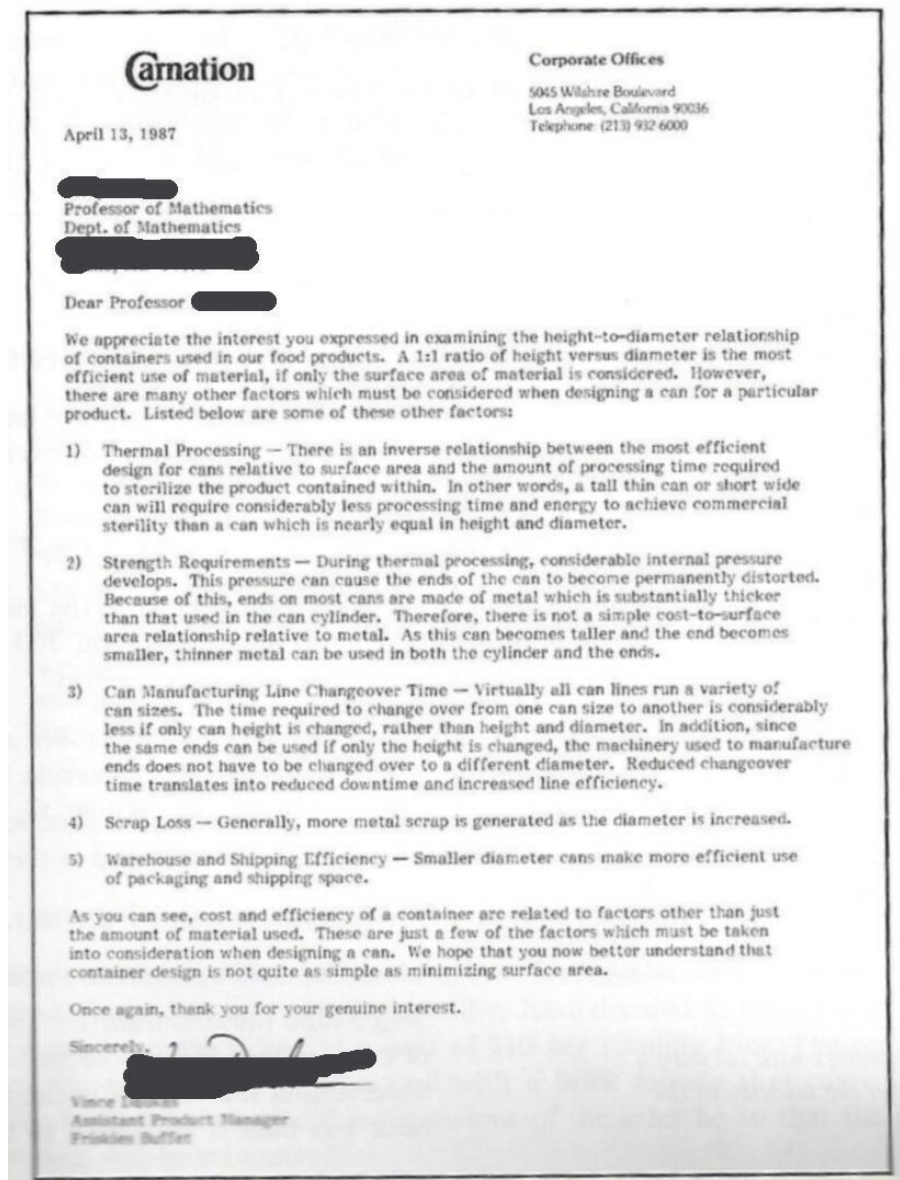 Carnation
Corporate Offices
5045 Wilshire Boulevard
Los Angeles, California 90036
Telephone: (213) 932-6000
April 13, 1987
Professor of Mathematics
Dept. of Mathematics
Dear Professor
We appreciate the interest you expressed in examining the height-to-diameter relationship
of containers used in our food products. A 1:1 ratio of height versus diameter is the most
efficient use of material, if only the surface area of material is considered. However,
there are many other factors which must be considered when designing a can for a particular
product. Listed below are some of these other factors:
1) Thermal Processing — There is an inverse relationship between the most efficient
design for cans relative to surface area and the amount of processing time required
to sterilize the product contained within. In other words, a tall thin can or short wide
can will require considerably less processing time and energy to achieve commercial
sterility than a can which is nearly equal in height and diameter.
2) Strength Requirements — During thermal processing, considerable internal pressure
develops. This pressure can cause the ends of the can to become permanently distorted.
Because of this, ends on most cans are made of metal which is substantially thicker
than that used in the can cylinder. Therefore, there is not a simple cost-to-surface
area relationship relative to metal. As this can becomes taller and the end becomes
smaller, thinner metal can be used in both the cylinder and the ends.
3) Can Manufacturing Line Changeover Time — Virtually all can lines run a variety of
can sizes. The time required to change over from one can size to another is considerably
less if only can height is changed, rather than height and diameter. In addition, since
the same ends can be used if only the height is changed, the machinery used to manufacture
ends does not have to be changed over to a different diameter. Reduced changeover
time translates into reduced downtime and increased line efficiency.
4) Scrap Loss — Generally, more metal scrap is generated as the diameter is increased.
5) Warehouse and Shipping Efficiency — Smaller diameter cans make more efficient use
of packaging and shipping space.
As you can see, cost and efficiency of a container are related to factors other than just
the amount of material used. These are just a few of the factors which must be taken
into consideration when designing a can. We hope that you now better understand that
container design is not quite as simple as minimizing surface area.
Once again, thank you for your genuine interest.
Sincerely,
Vince
Assistant Product Manager
Friskies Buffet